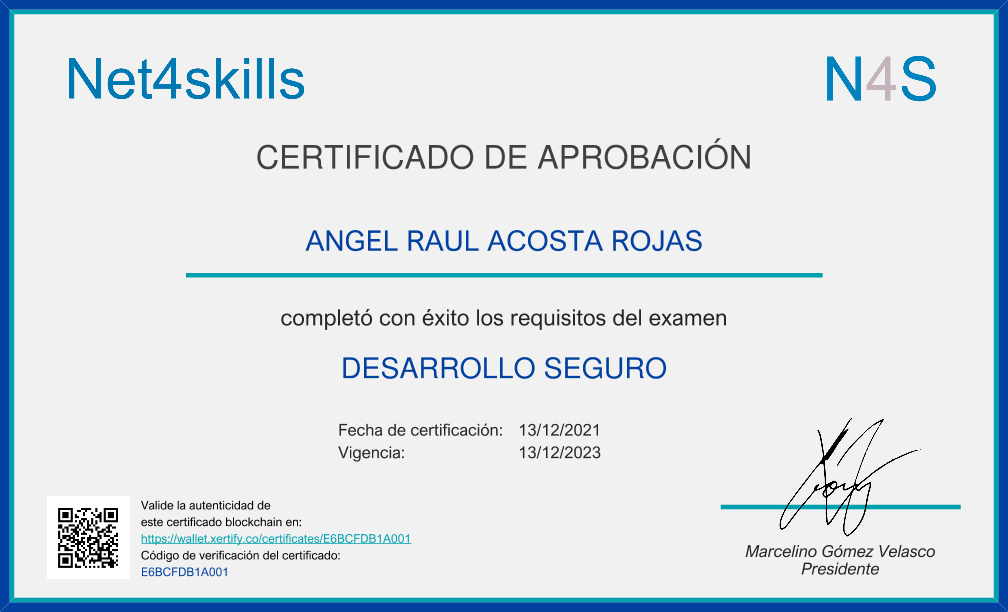 Net4skills
N4S
CERTIFICADO DE APROBACIÓN
ANGEL RAUL ACOSTA ROJAS
completó con éxito los requisitos del examen
DESARROLLO SEGURO
Fecha de certificación: 13/12/2021
Vigencia: 13/12/2023
Valide la autenticidad de
este certificado blockchain en:
https://wallet.xertify.co/certificates/E6BCFDB1A001
Código de verificación del certificado:
E6BCFDB1A001
Marcelino Gómez Velasco
Presidente